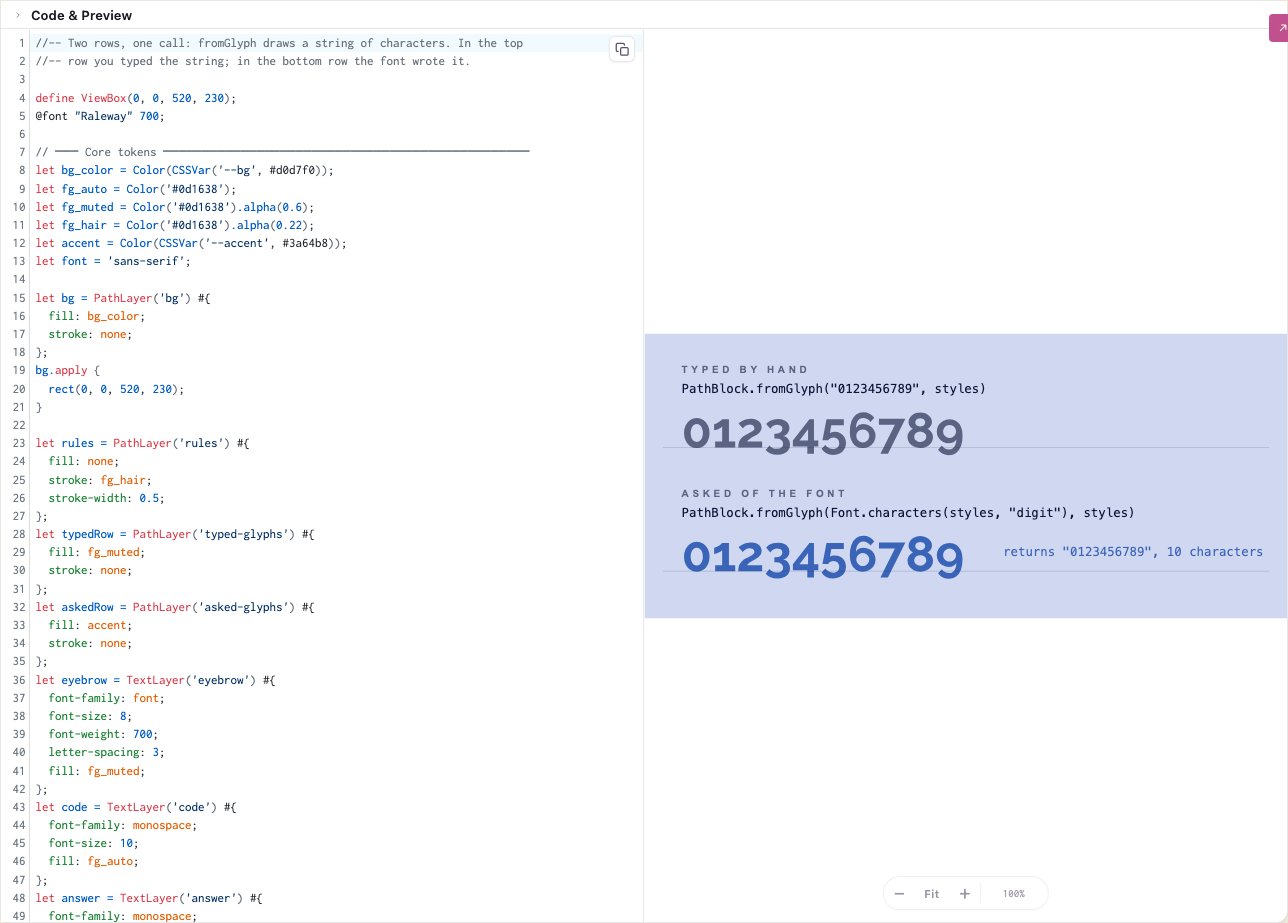 Code & Preview
1 //-- Two rows, one call: fromGlyph draws a string of characters. In the top
2 //-- row you typed the string; in the bottom row the font wrote it.
3
4 define ViewBox(0, 0, 520, 230);
5 @font "Raleway" 700;
6
7 // ─── Core tokens ──────────────────────────────────────────────
8 let bg_color = Color(CSSVar('--bg', #d0d7f0));
9 let fg_auto = Color('#0d1638');
10 let fg_muted = Color('#0d1638').alpha(0.6);
11 let fg_hair = Color('#0d1638').alpha(0.22);
12 let accent = Color(CSSVar('--accent', #3a64b8));
13 let font = 'sans-serif';
14
15 let bg = PathLayer('bg') #{
16   fill: bg_color;
17   stroke: none;
18 };
19 bg.apply {
20   rect(0, 0, 520, 230);
21 }
22
23 let rules = PathLayer('rules') #{
24   fill: none;
25   stroke: fg_hair;
26   stroke-width: 0.5;
27 };
28 let typedRow = PathLayer('typed-glyphs') #{
29   fill: fg_muted;
30   stroke: none;
31 };
32 let askedRow = PathLayer('asked-glyphs') #{
33   fill: accent;
34   stroke: none;
35 };
36 let eyebrow = TextLayer('eyebrow') #{
37   font-family: font;
38   font-size: 8;
39   font-weight: 700;
40   letter-spacing: 3;
41   fill: fg_muted;
42 };
43 let code = TextLayer('code') #{
44   font-family: monospace;
45   font-size: 10;
46   fill: fg_auto;
47 };
48 let answer = TextLayer('answer') #{
49   font-family: monospace;
TYPED BY HAND
PathBlock.fromGlyph("0123456789", styles)
0123456789
ASKED OF THE FONT
PathBlock.fromGlyph(Font.characters(styles, "digit"), styles)
0123456789
returns "0123456789", 10 characters
− Fit + 100%